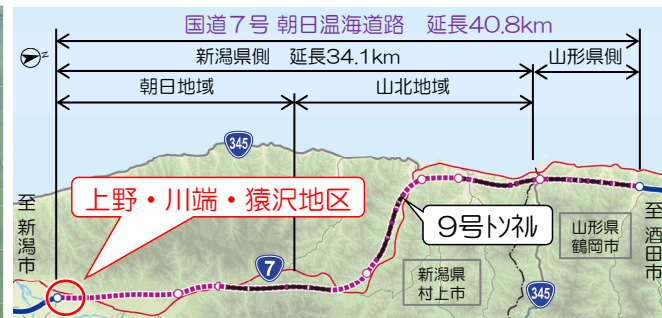 国道７号 朝日温海道路　延長40.8km
新潟県側　延長34.1km
山形県側
朝日地域
山北地域
z
345
上野・川端・猿沢地区
至 新潟市
7
9号トンネル
新潟県
村上市
山形県
鶴岡市
345
至 酒田市